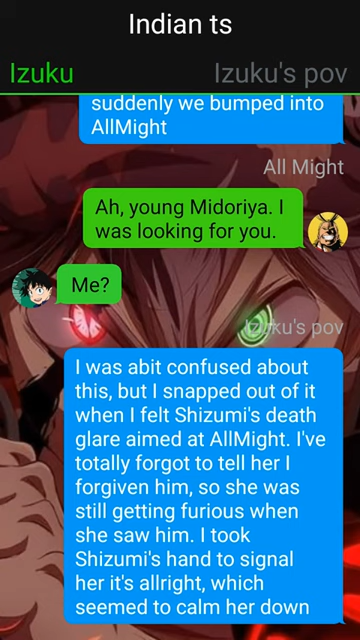 Indian ts
Izuku
Izuku's pov
suddenly we bumped into
AllMight
All Might
Ah, young Midoriya. I
was looking for you.
Me?
Izuku's pov
I was abit confused about
this, but I snapped out of it
when I felt Shizumi's death
glare aimed at AllMight. I've
totally forgot to tell her I
forgiven him, so she was
still getting furious when
she saw him. I took
Shizumi's hand to signal
her it's allright, which
seemed to calm her down